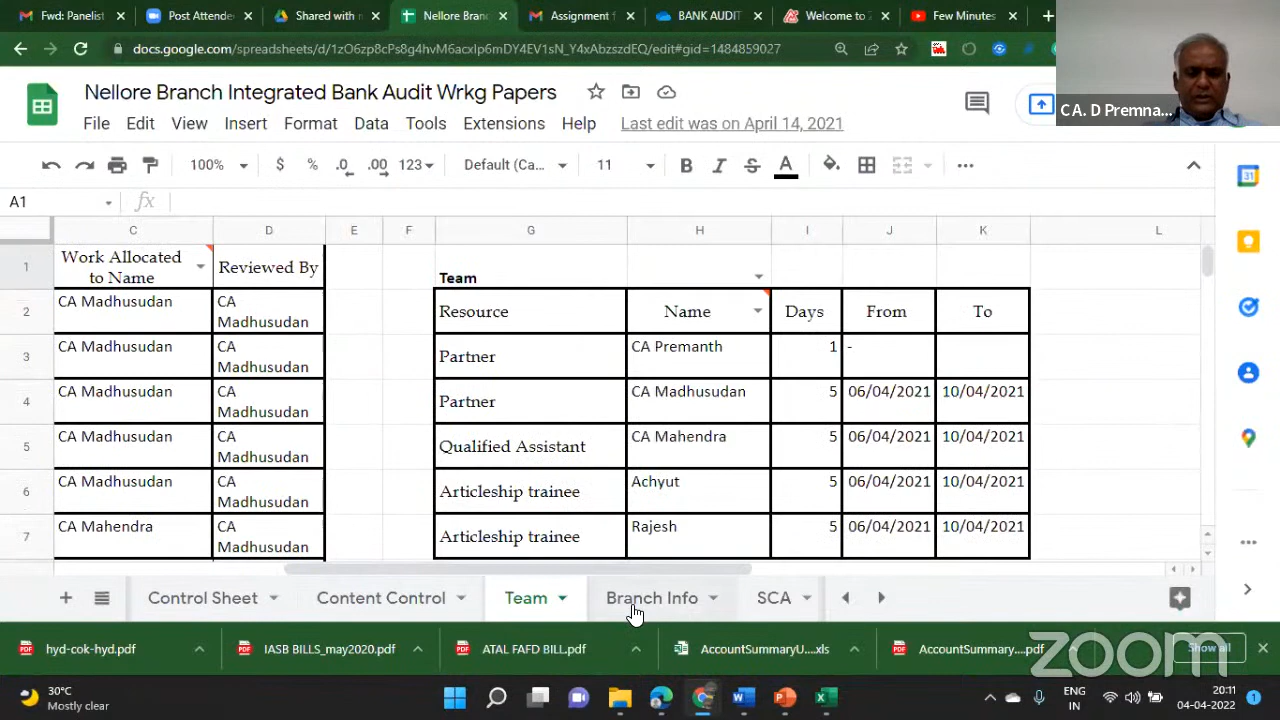 Fwd: Panelist
Post Attende
Shared with
Nellore Bran
Assignment
BANK AUDIT
Welcome to
Few Minutes
docs.google.com/spreadsheets/d/1zO6zp8cPs8g4hvM6acxIp6mDY4EV1sN_Y4xAbzszdEQ/edit#gid=1484859027
CA. D Premna...
Nellore Branch Integrated Bank Audit Wrkg Papers
File Edit View Insert Format Data Tools Extensions Help Last edit was on April 14, 2021
100% $ % .0 .00 123 Default (Ca... 11 B I S A
A1 fx
C D E F G H I J K L
1 Work Allocated to Name Reviewed By Team
2 CA Madhusudan CA Madhusudan Resource Name Days From To
3 CA Madhusudan CA Madhusudan Partner CA Premanth 1 -
4 CA Madhusudan CA Madhusudan Partner CA Madhusudan 5 06/04/2021 10/04/2021
5 CA Madhusudan CA Madhusudan Qualified Assistant CA Mahendra 5 06/04/2021 10/04/2021
6 CA Madhusudan CA Madhusudan Articleship trainee Achyut 5 06/04/2021 10/04/2021
7 CA Mahendra CA Madhusudan Articleship trainee Rajesh 5 06/04/2021 10/04/2021
Control Sheet Content Control Team Branch Info SCA
hyd-cok-hyd.pdf IASB BILLS_may2020.pdf ATAL FAFD BILL.pdf AccountSummaryU....xls AccountSummary....pdf Show all
zoom
30°C
Mostly clear
ENG
IN
20:11
04-04-2022
1